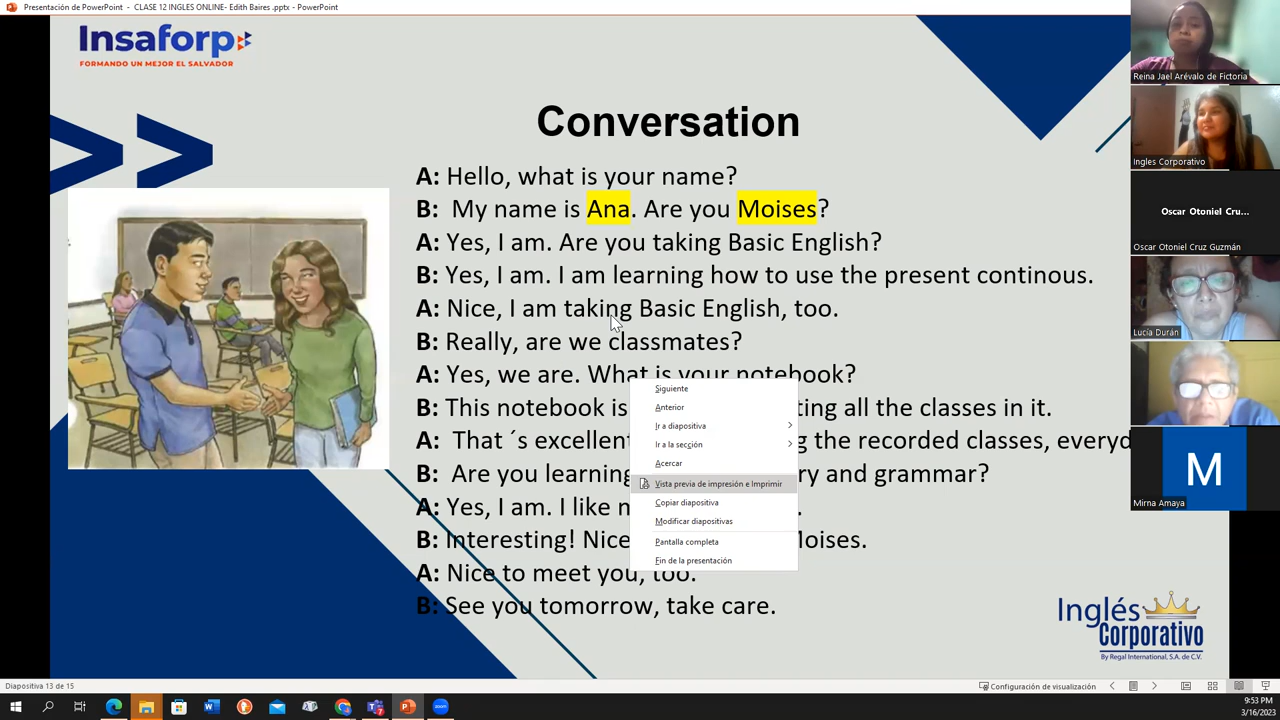 Presentación de PowerPoint - CLASE 12 INGLES ONLINE- Edith Baires .pptx - PowerPoint
Insaforp
FORMANDO UN MEJOR EL SALVADOR
Conversation
A: Hello, what is your name?
B: My name is Ana. Are you Moises?
A: Yes, I am. Are you taking Basic English?
B: Yes, I am. I am learning how to use the present continous.
A: Nice, I am taking Basic English, too.
B: Really, are we classmates?
A: Yes, we are. What is your notebook?
B: This notebook is ting all the classes in it.
A: That ´s excellent g the recorded classes, everyd
B: Are you learning ry and grammar?
A: Yes, I am. I like .
B: Interesting! Nice Moises.
A: Nice to meet you, too.
B: See you tomorrow, take care.
Siguiente
Anterior
Ir a diapositiva
Ir a la sección
Acercar
Vista previa de impresión e Imprimir
Copiar diapositiva
Modificar diapositivas
Pantalla completa
Fin de la presentación
Inglés
Corporativo
By Regal International, S.A. de C.V.
Reina Jael Arévalo de Fictoria
Ingles Corporativo
Oscar Otoniel Cru...
Oscar Otoniel Cruz Guzmán
Lucía Durán
M
Mirna Amaya
Diapositiva 13 de 15
Configuración de visualización
9:53 PM
3/16/2023